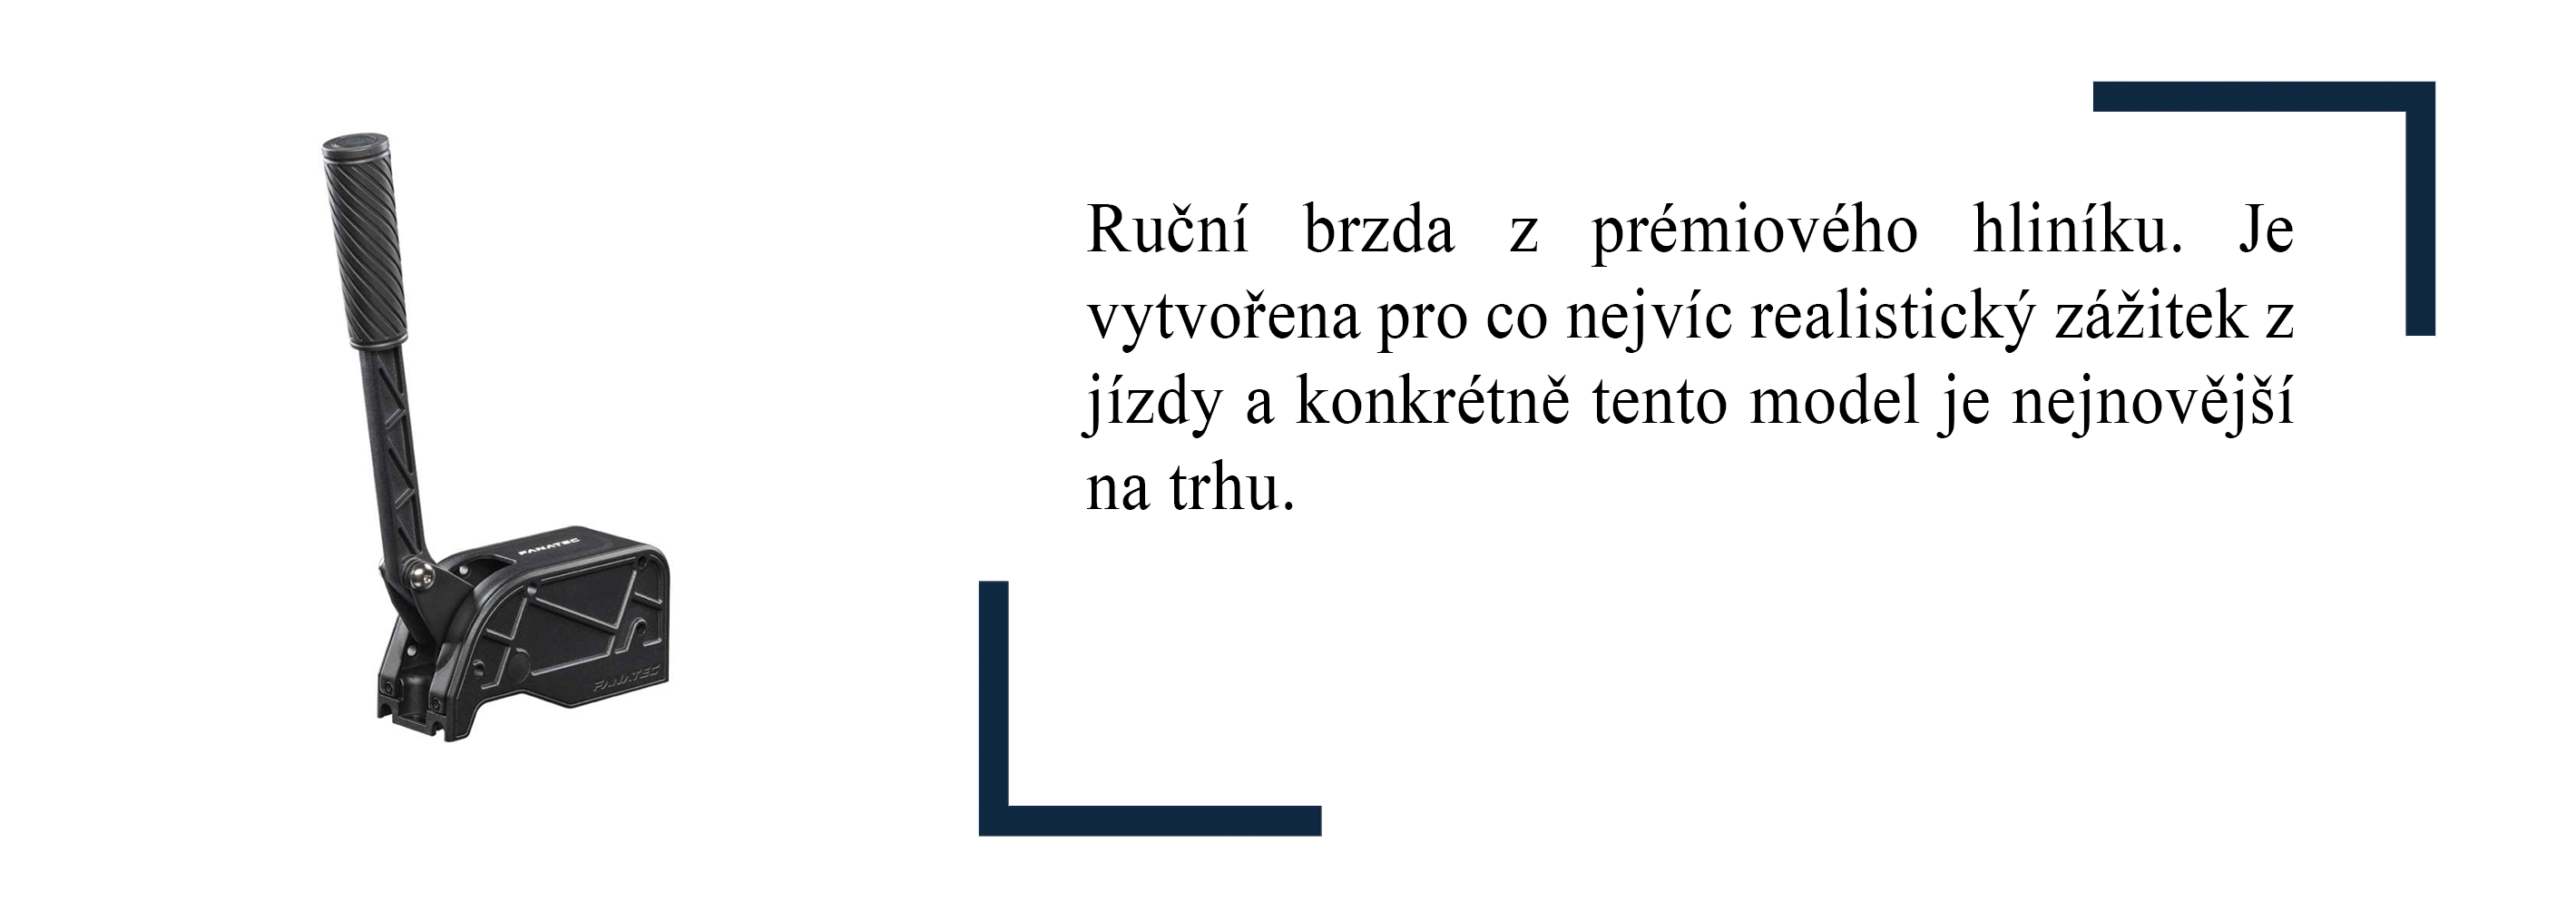 Ruční brzda z prémiového hliníku. Je
vytvořena pro co nejvíc realistický zážitek z
jízdy a konkrétně tento model je nejnovější
na trhu.
FANATEC
FANATEC